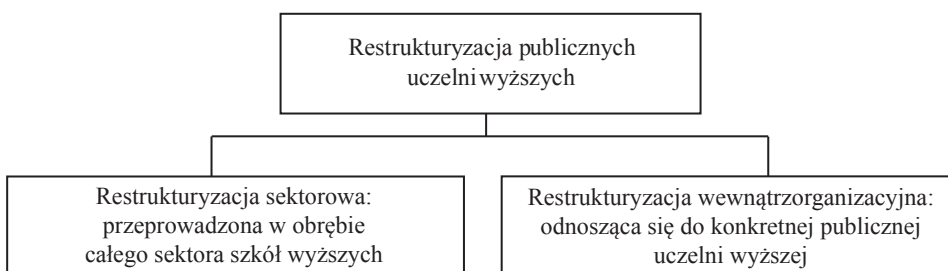 Restrukturyzacja publicznych
uczelni wyższych
Restrukturyzacja sektorowa:
przeprowadzona w obrębie
całego sektora szkół wyższych
Restrukturyzacja wewnątrzorganizacyjna:
odnosząca się do konkretnej publicznej
uczelni wyższej